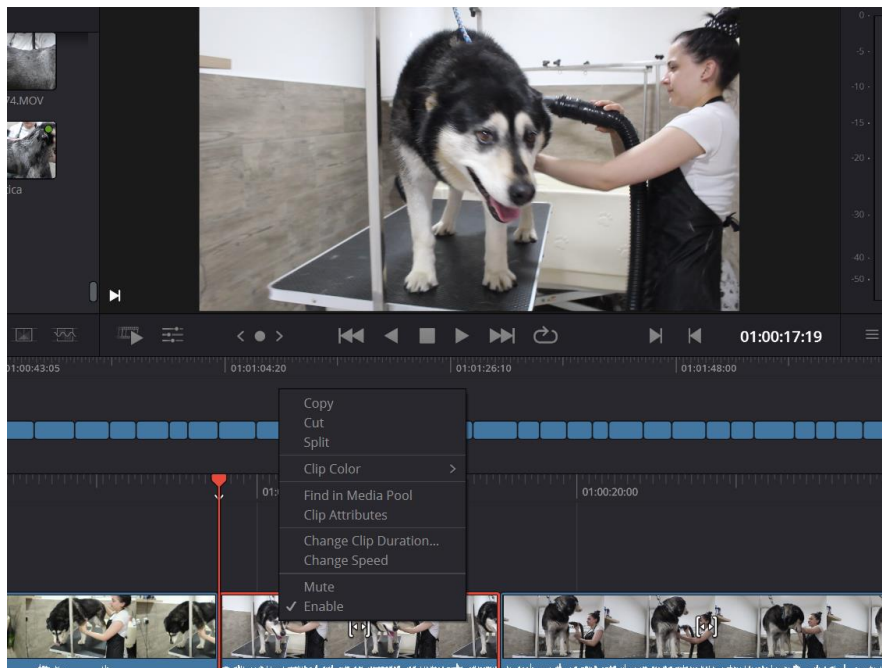 74.MOV
tica
0
-5
-10
-15
-20
-30
-40
-50
01:00:17:19
01:00:43:05
01:01:04:20
01:01:26:10
01:01:48:00
Copy
Cut
Split
Clip Color
01:
01:00:20:00
Find in Media Pool
Clip Attributes
Change Clip Duration...
Change Speed
Mute
Enable